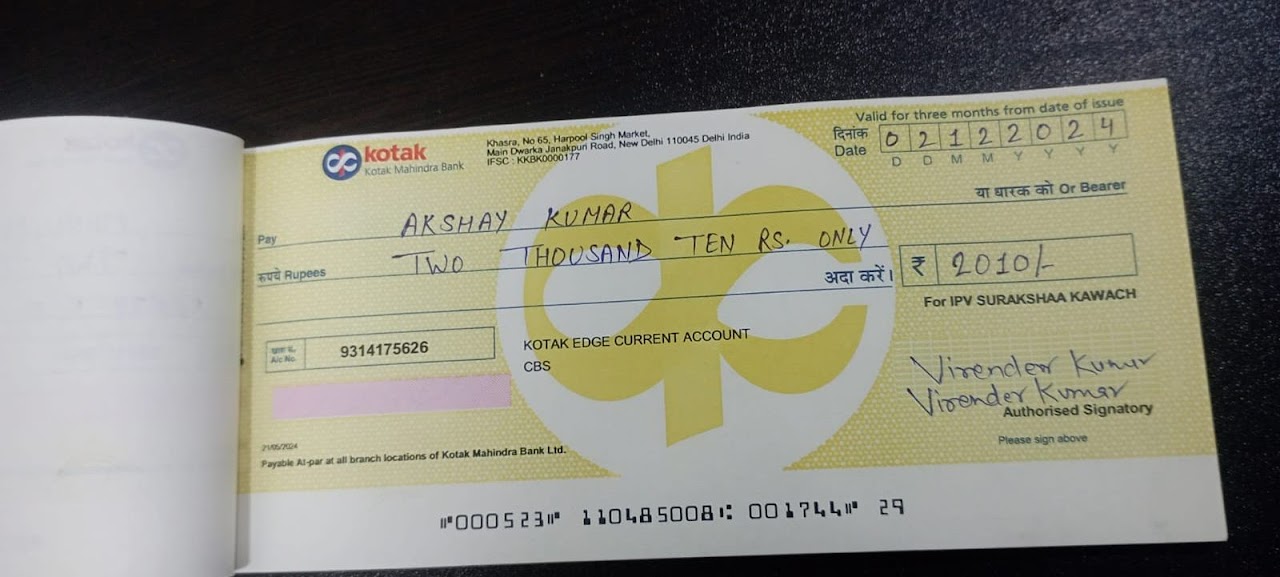 kotak
Kotak Mahindra Bank
Khasra, No 65, Harpool Singh Market,
Main Dwarka Janakpuri Road, New Delhi 110045 Delhi India
IFSC : KKBK0000177
Valid for three months from date of issue
दिनांक
Date
0 2 1 2 2 0 2 4
D D M M Y Y Y Y
या धारक को Or Bearer
Pay AKSHAY KUMAR
रुपये Rupees TWO THOUSAND TEN RS. ONLY
अदा करें। ₹ 2010/-
For IPV SURAKSHAA KAWACH
खाता सं.
A/c No.
9314175626
KOTAK EDGE CURRENT ACCOUNT
CBS
Virender Kumar
Virender Kumar
Authorised Signatory
Please sign above
21/05/2024
Payable At-par at all branch locations of Kotak Mahindra Bank Ltd.
⑈000523⑈ 110485008⑆ 001744⑈ 29